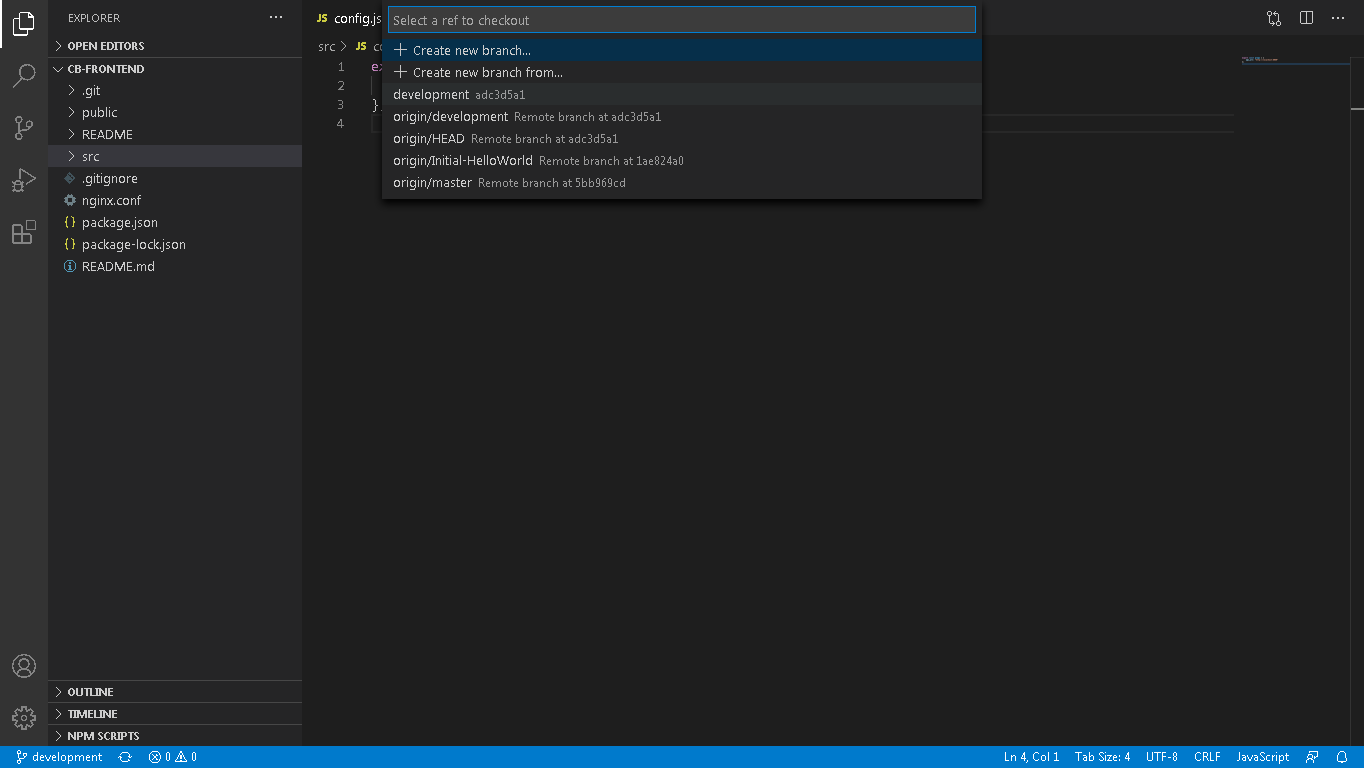 EXPLORER
OPEN EDITORS
CB-FRONTEND
.git
public
README
src
.gitignore
nginx.conf
package.json
package-lock.json
README.md
OUTLINE
TIMELINE
NPM SCRIPTS
JS config.js
src > JS
1
2
3 }
4
Select a ref to checkout
Create new branch...
Create new branch from...
development adc3d5a1
origin/development Remote branch at adc3d5a1
origin/HEAD Remote branch at adc3d5a1
origin/Initial-HelloWorld Remote branch at 1ae824a0
origin/master Remote branch at 5bb969cd
development 0 0 Ln 4, Col 1 Tab Size: 4 UTF-8 CRLF JavaScript